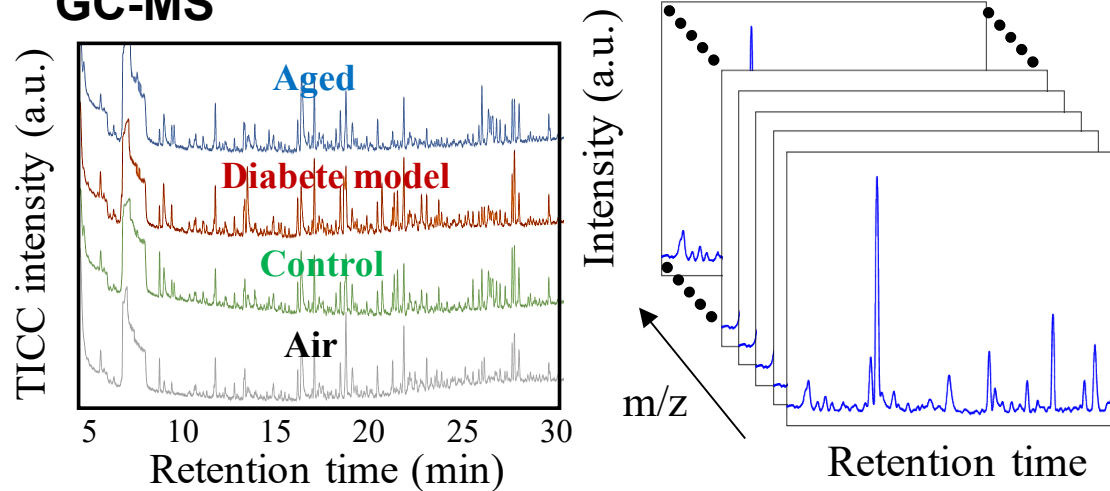 GC-MS
TICC intensity (a.u.)
Aged
Diabete model
Control
Air
5 10 15 20 25 30
Retention time (min)
Intensity (a.u.)
m/z
Retention time